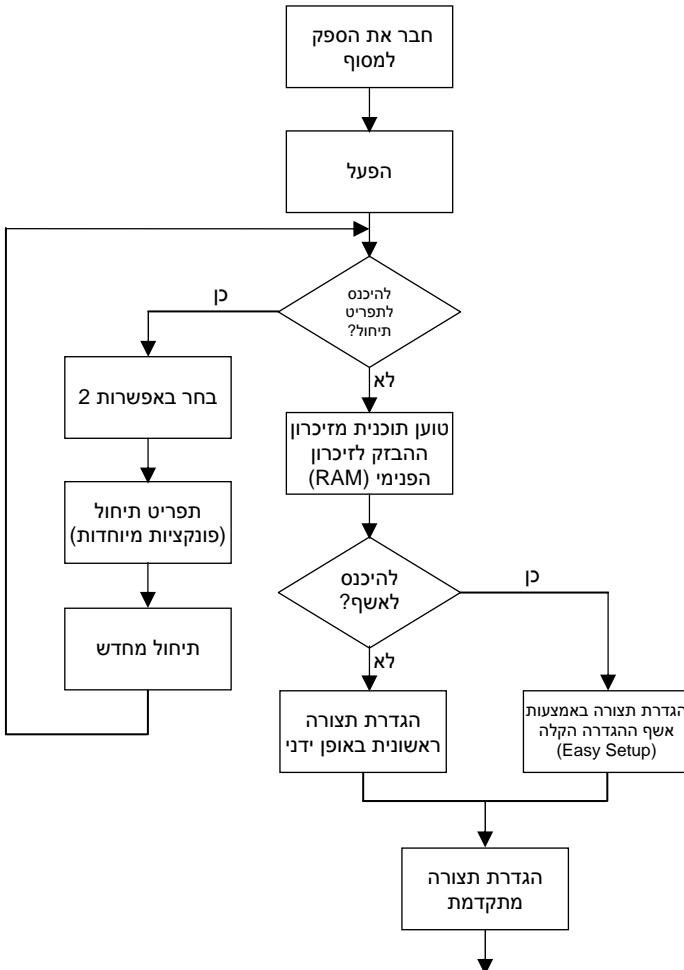 חבר את הספק
למסוף
הפעל
להיכנס
לתפריט
תיחול?
כן
לא
בחר באפשרות 2
טוען תוכנית מזיכרון
ההבזק לזיכרון
הפנימי (RAM)
תפריט תיחול
(פונקציות מיוחדות)
להיכנס
לאשף?
כן
לא
תיחול מחדש
הגדרת תצורה
ראשונית באופן ידני
הגדרת תצורה באמצעות
אשף ההגדרה הקלה
(Easy Setup)
הגדרת תצורה
מתקדמת